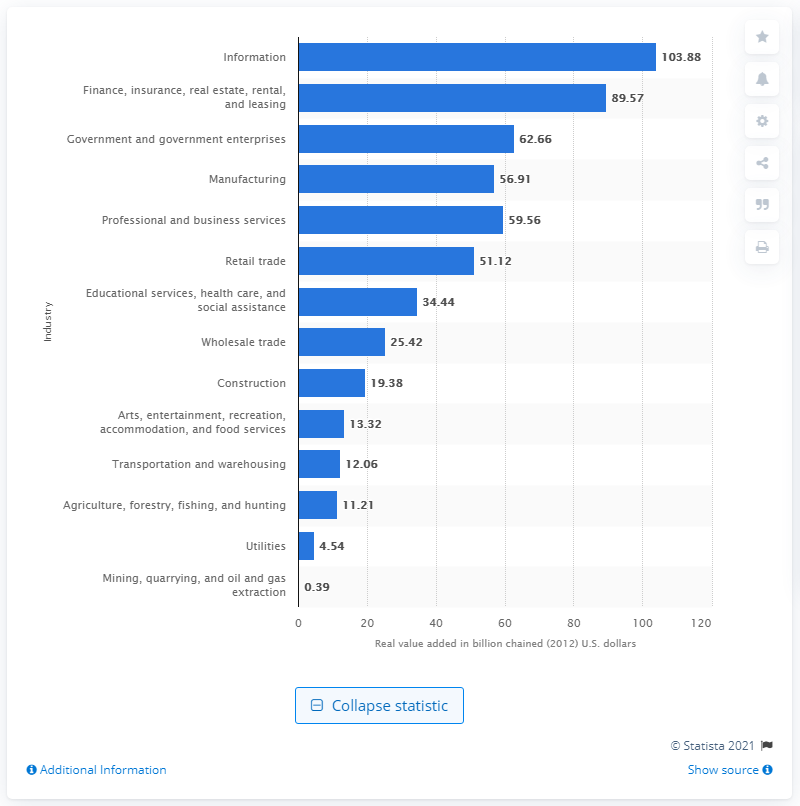 Information
103.88
Finance, insurance, real estate, rental,
and leasing
89.57
Government and government enterprises
62.66
Manufacturing
56.91
Professional and business services
59.56
Retail trade
51.12
Educational services, health care, and
social assistance
34.44
Wholesale trade
25.42
Construction
19.38
Arts, entertainment, recreation,
accommodation, and food services
13.32
Transportation and warehousing
12.06
Agriculture, forestry, fishing, and hunting
11.21
Utilities
4.54
Mining, quarrying, and oil and gas
extraction
0.39
Industry
0 20 40 60 80 100 120
Real value added in billion chained (2012) U.S. dollars
Collapse statistic
© Statista 2021
Additional Information
Show source